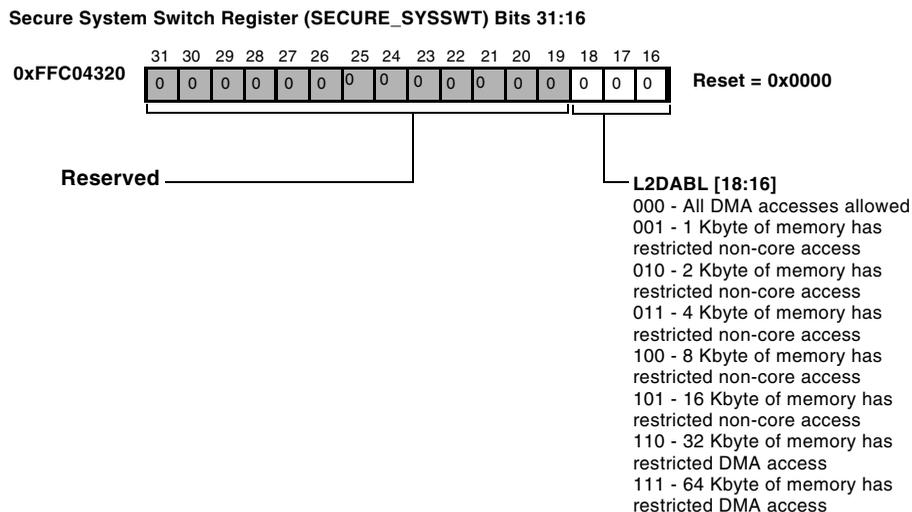 Secure System Switch Register (SECURE_SYSSWT) Bits 31:16
31 30 29 28 27 26 25 24 23 22 21 20 19 18 17 16
0xFFC04320 0 0 0 0 0 0 0 0 0 0 0 0 0 0 0 0 Reset = 0x0000
Reserved
L2DABL [18:16]
000 - All DMA accesses allowed
001 - 1 Kbyte of memory has
restricted non-core access
010 - 2 Kbyte of memory has
restricted non-core access
011 - 4 Kbyte of memory has
restricted non-core access
100 - 8 Kbyte of memory has
restricted non-core access
101 - 16 Kbyte of memory has
restricted non-core access
110 - 32 Kbyte of memory has
restricted DMA access
111 - 64 Kbyte of memory has
restricted DMA access